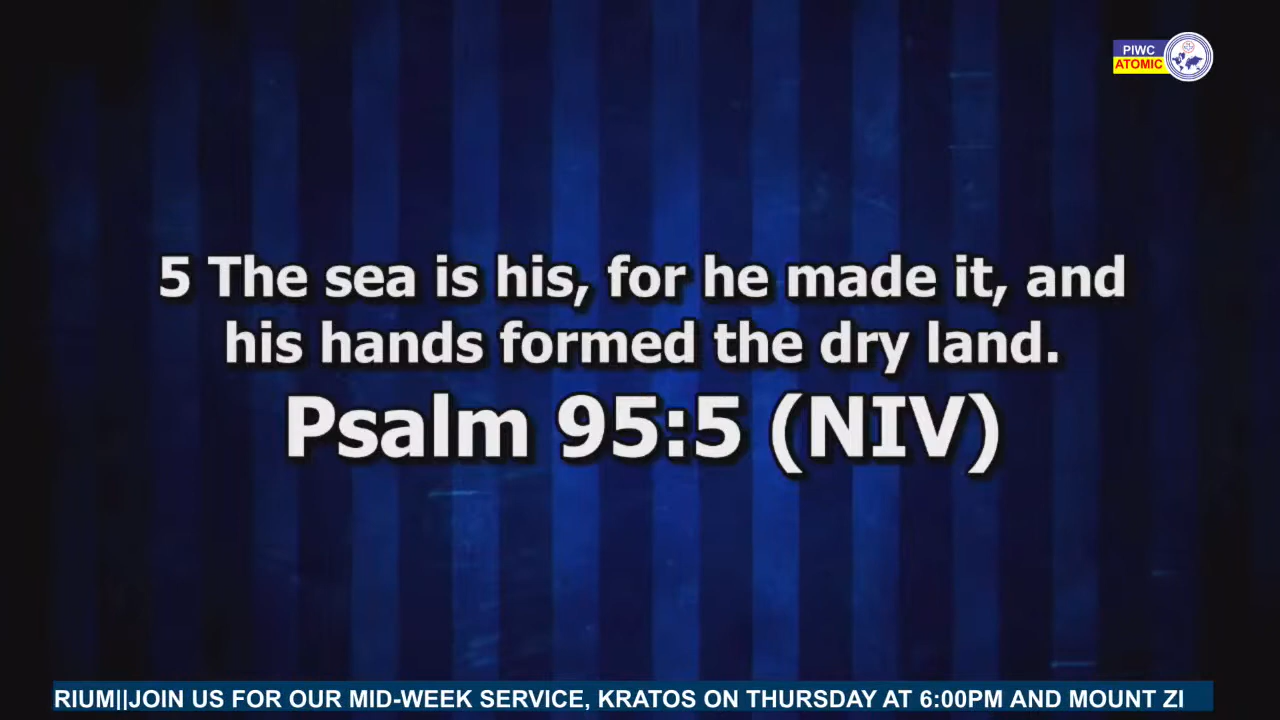 PIWC
ATOMIC
5 The sea is his, for he made it, and
his hands formed the dry land.
Psalm 95:5 (NIV)
RIUM||JOIN US FOR OUR MID-WEEK SERVICE, KRATOS ON THURSDAY AT 6:00PM AND MOUNT ZI